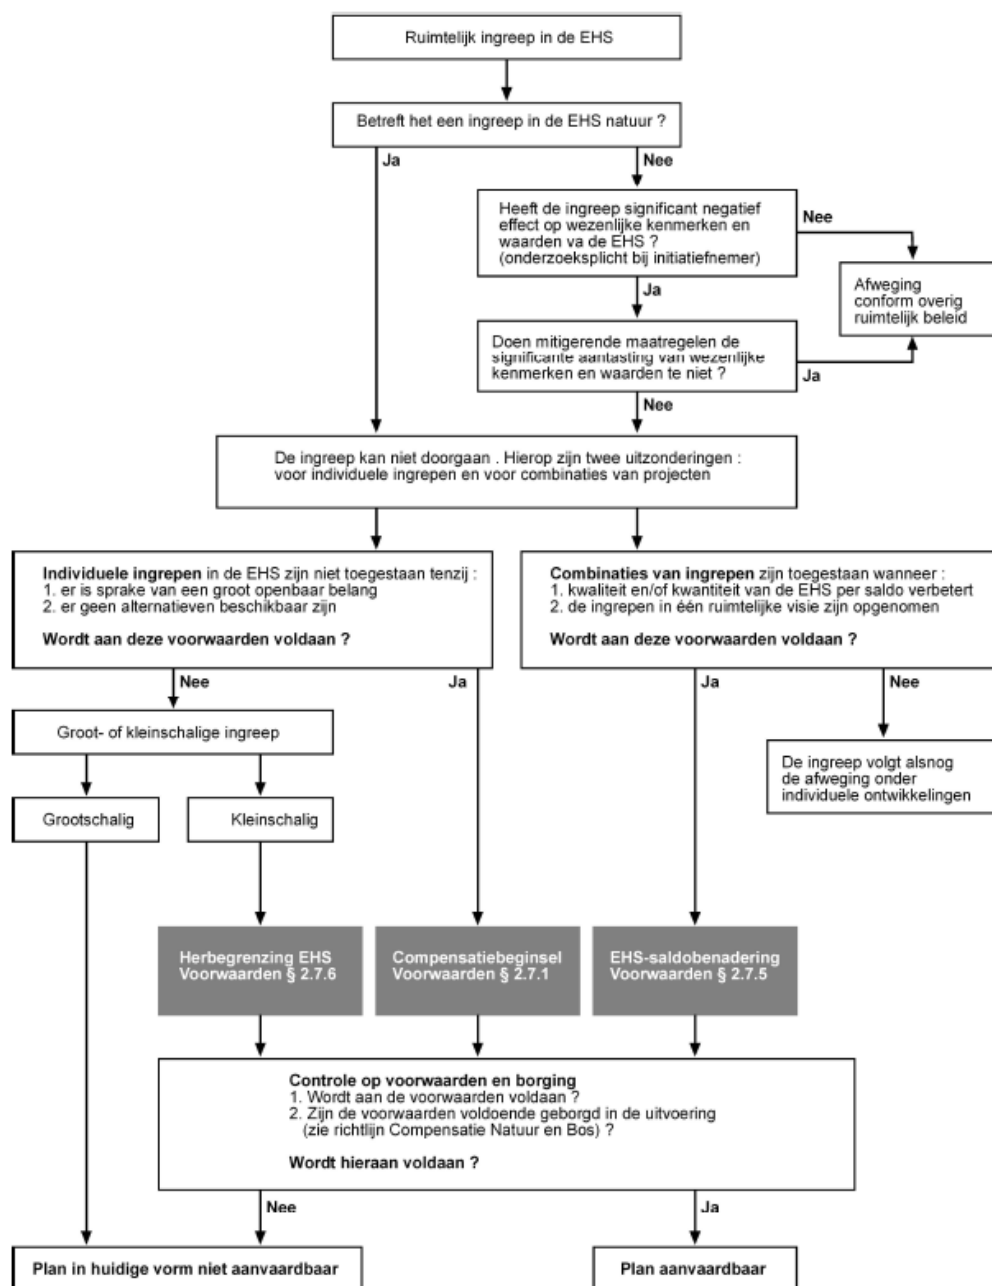 Ruimtelijk ingreep in de EHS
Betreft het een ingreep in de EHS natuur ?
Ja
Nee
Heeft de ingreep significant negatief
effect op wezenlijke kenmerken en
waarden va de EHS ?
(onderzoeksplicht bij initiatiefnemer)
Nee
Ja
Afweging
conform overig
ruimtelijk beleid
Doen mitigerende maatregelen de
significante aantasting van wezenlijke
kenmerken en waarden te niet ?
Ja
Nee
De ingreep kan niet doorgaan . Hierop zijn twee uitzonderingen :
voor individuele ingrepen en voor combinaties van projecten
Individuele ingrepen in de EHS zijn niet toegestaan tenzij :
1. er is sprake van een groot openbaar belang
2. er geen alternatieven beschikbaar zijn
Wordt aan deze voorwaarden voldaan ?
Combinaties van ingrepen zijn toegestaan wanneer :
1. kwaliteit en/of kwantiteit van de EHS per saldo verbetert
2. de ingrepen in één ruimtelijke visie zijn opgenomen
Wordt aan deze voorwaarden voldaan ?
Nee
Ja
Ja
Nee
Groot- of kleinschalige ingreep
Grootschalig
Kleinschalig
De ingreep volgt alsnog
de afweging onder
individuele ontwikkelingen
Herbegrenzing EHS
Voorwaarden § 2.7.6
Compensatiebeginsel
Voorwaarden § 2.7.1
EHS-saldobenadering
Voorwaarden § 2.7.5
Controle op voorwaarden en borging
1. Wordt aan de voorwaarden voldaan ?
2. Zijn de voorwaarden voldoende geborgd in de uitvoering
(zie richtlijn Compensatie Natuur en Bos) ?
Wordt hieraan voldaan ?
Nee
Ja
Plan in huidige vorm niet aanvaardbaar
Plan aanvaardbaar